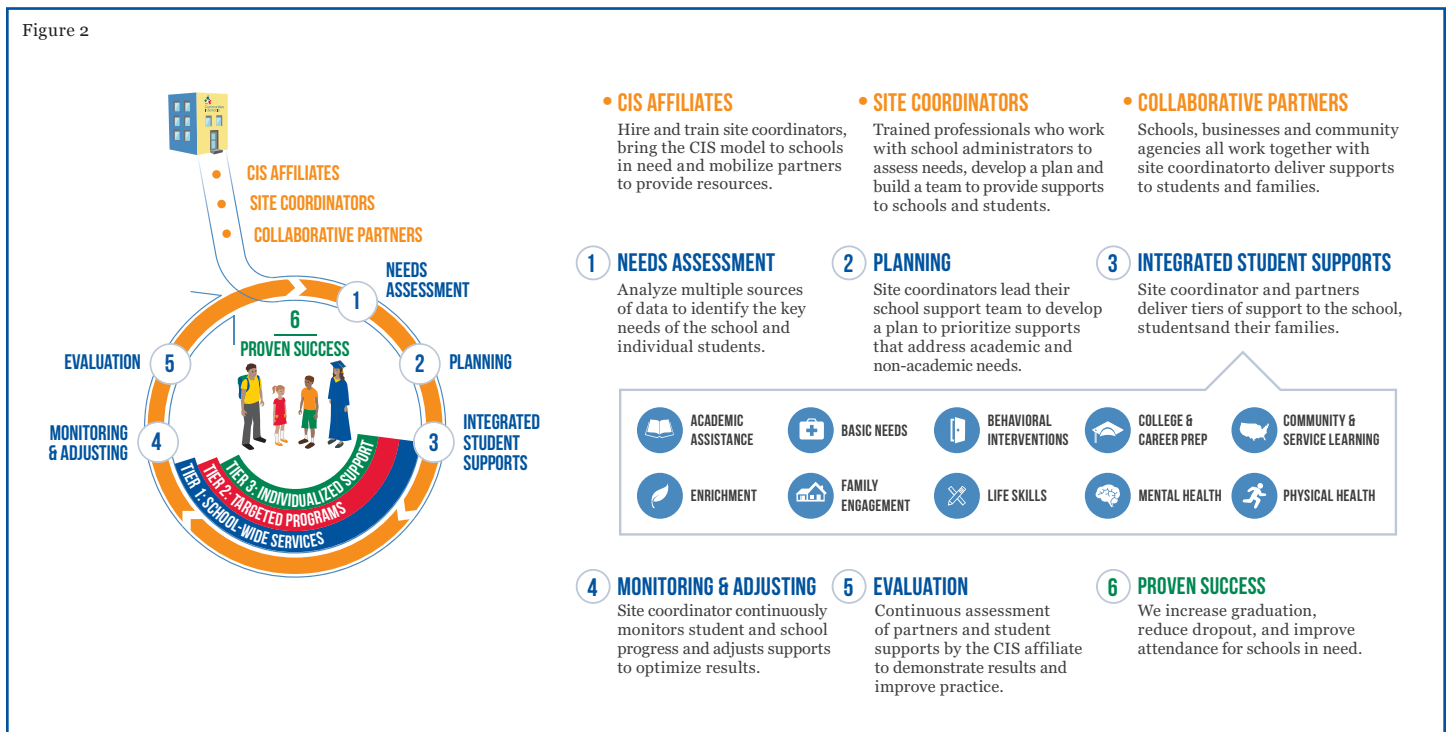 Figure 2
CIS AFFILIATES
SITE COORDINATORS
COLLABORATIVE PARTNERS
NEEDS
ASSESSMENT
1
6
PROVEN SUCCESS
EVALUATION
5
2
PLANNING
MONITORING
& ADJUSTING
4
3
INTEGRATED
STUDENT
SUPPORTS
TIER 3: INDIVIDUALIZED SUPPORT
TIER 2: TARGETED PROGRAMS
TIER 1: SCHOOL-WIDE SERVICES
• CIS AFFILIATES
Hire and train site coordinators,
bring the CIS model to schools
in need and mobilize partners
to provide resources.
• SITE COORDINATORS
Trained professionals who work
with school administrators to
assess needs, develop a plan and
build a team to provide supports
to schools and students.
• COLLABORATIVE PARTNERS
Schools, businesses and community
agencies all work together with
site coordinatorto deliver supports
to students and families.
1 NEEDS ASSESSMENT
Analyze multiple sources
of data to identify the key
needs of the school and
individual students.
2 PLANNING
Site coordinators lead their
school support team to develop
a plan to prioritize supports
that address academic and
non-academic needs.
3 INTEGRATED STUDENT SUPPORTS
Site coordinator and partners
deliver tiers of support to the school,
studentsand their families.
ACADEMIC
ASSISTANCE
BASIC NEEDS
BEHAVIORAL
INTERVENTIONS
COLLEGE &
CAREER PREP
COMMUNITY &
SERVICE LEARNING
ENRICHMENT
FAMILY
ENGAGEMENT
LIFE SKILLS
MENTAL HEALTH
PHYSICAL HEALTH
4 MONITORING & ADJUSTING
Site coordinator continuously
monitors student and school
progress and adjusts supports
to optimize results.
5 EVALUATION
Continuous assessment
of partners and student
supports by the CIS affiliate
to demonstrate results and
improve practice.
6 PROVEN SUCCESS
We increase graduation,
reduce dropout, and improve
attendance for schools in need.